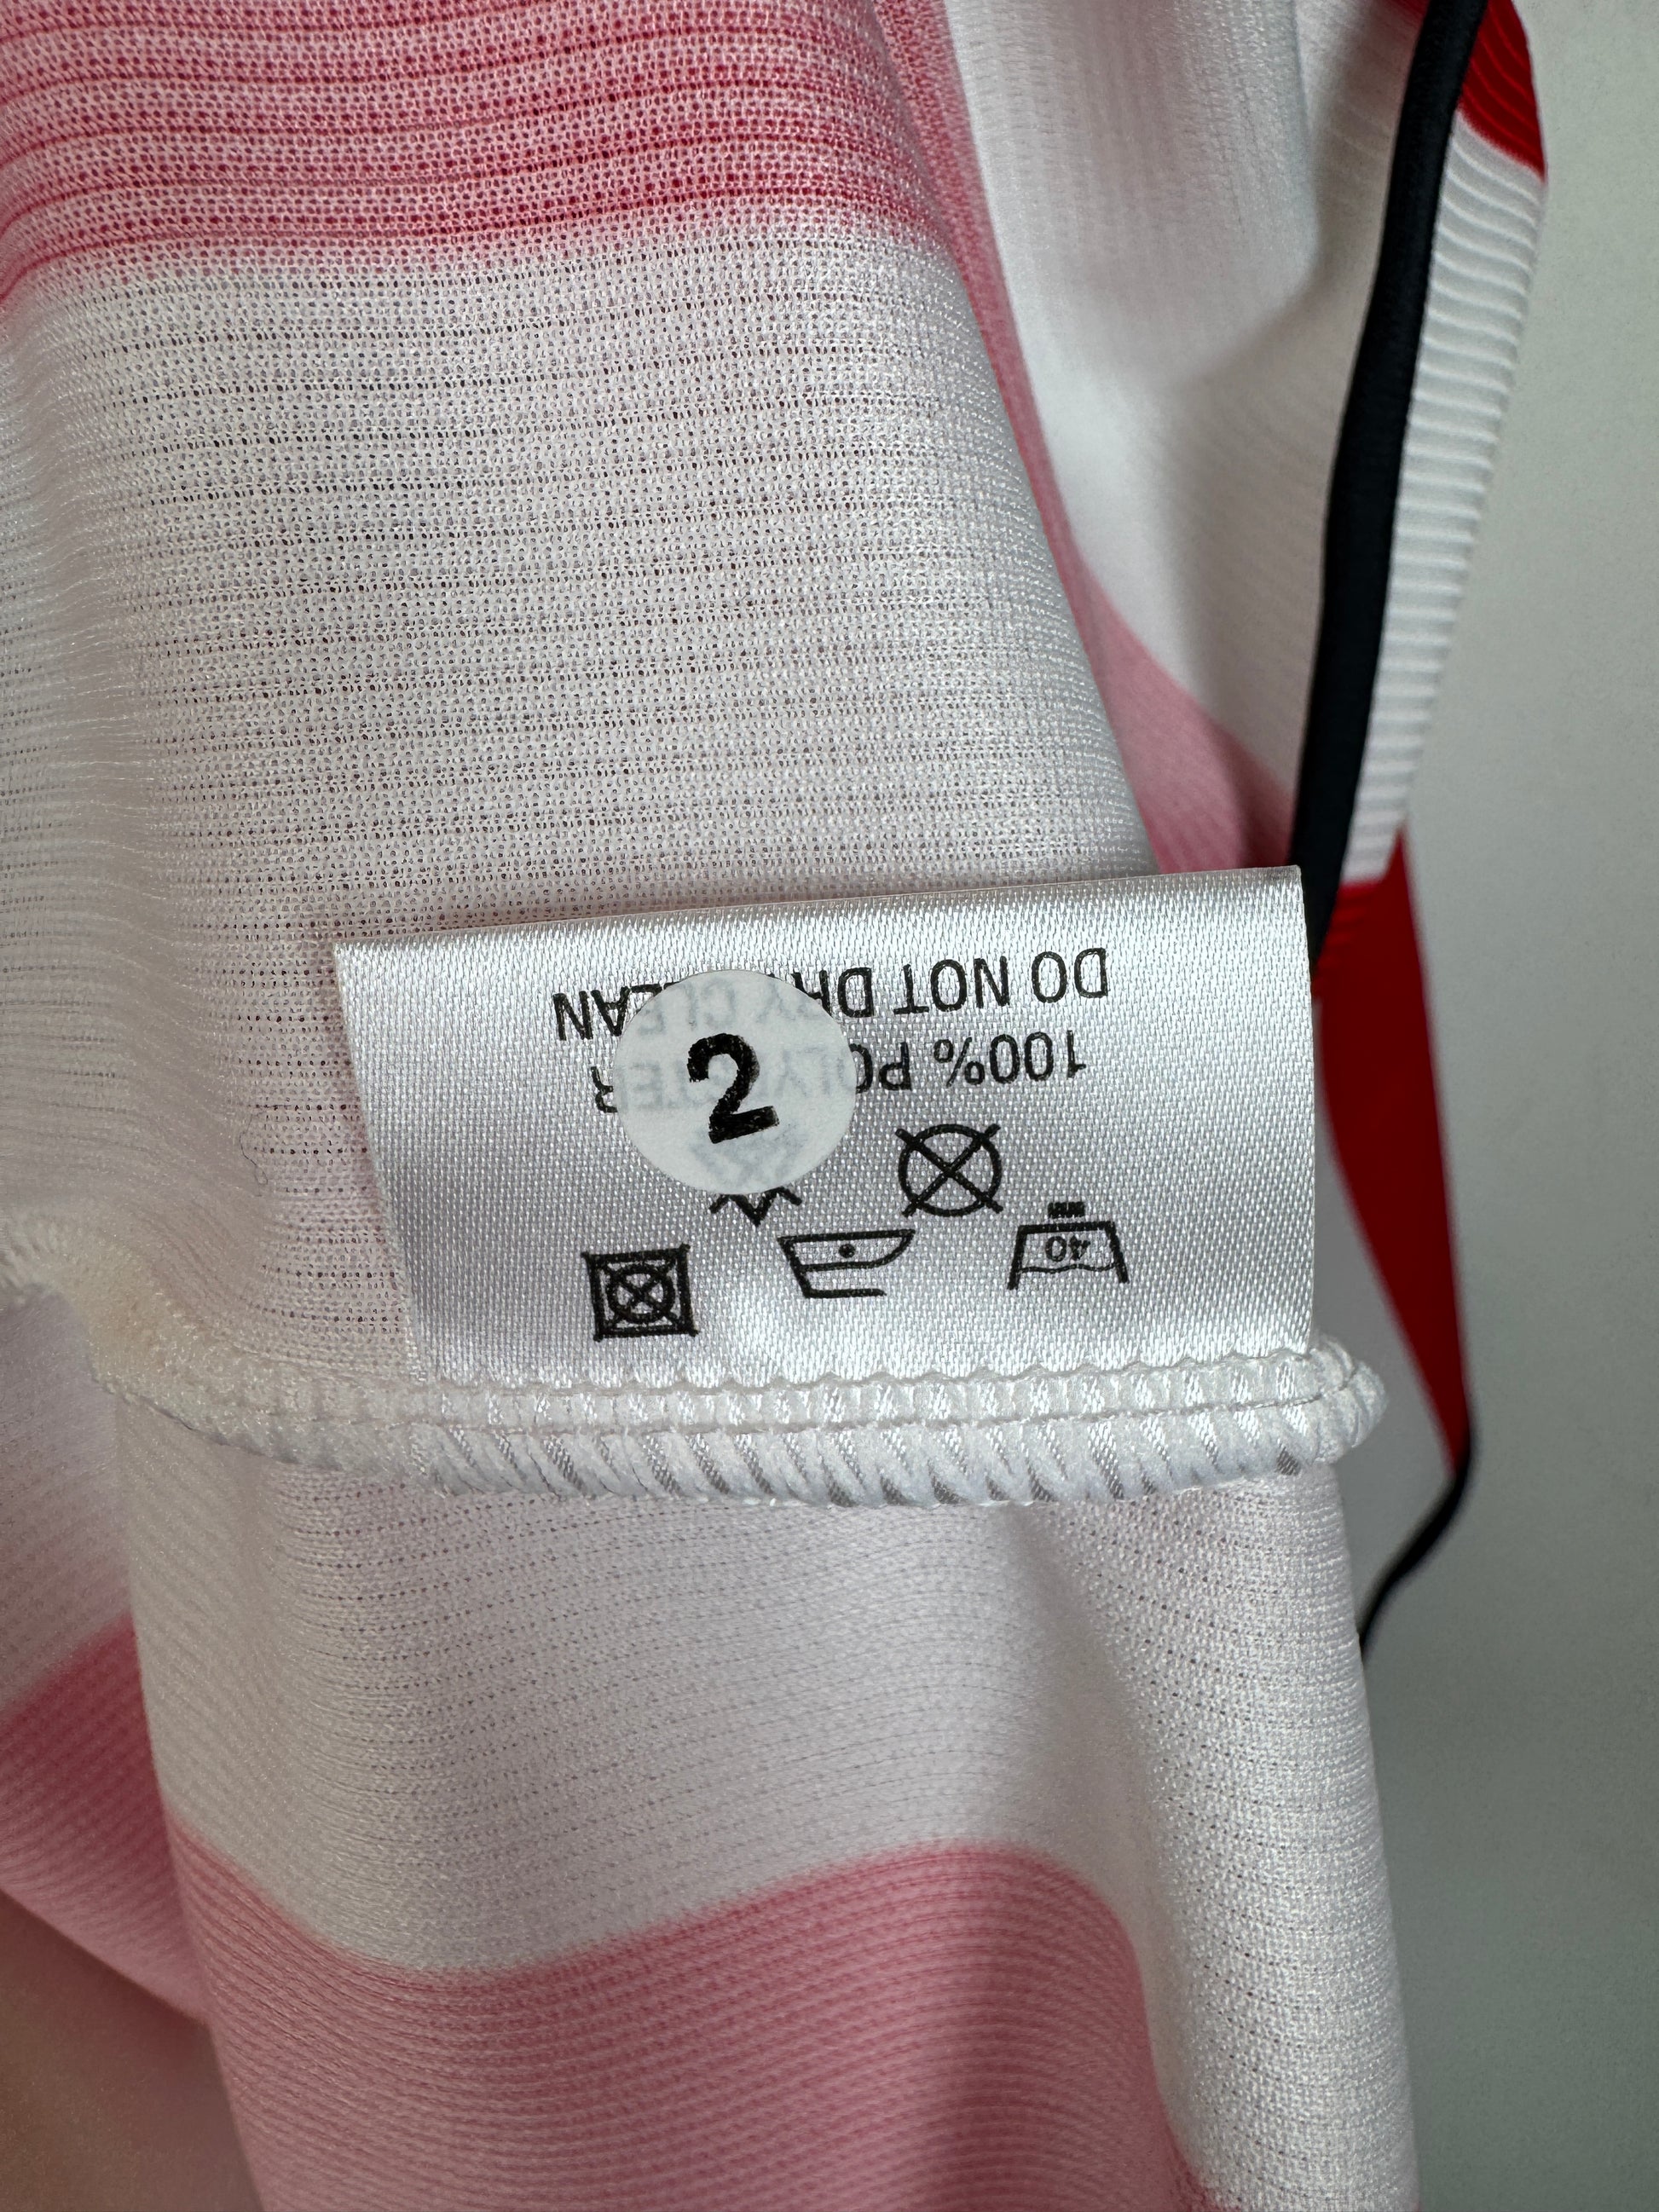 40
100% POLYESTER
DO NOT DRY CLEAN
2